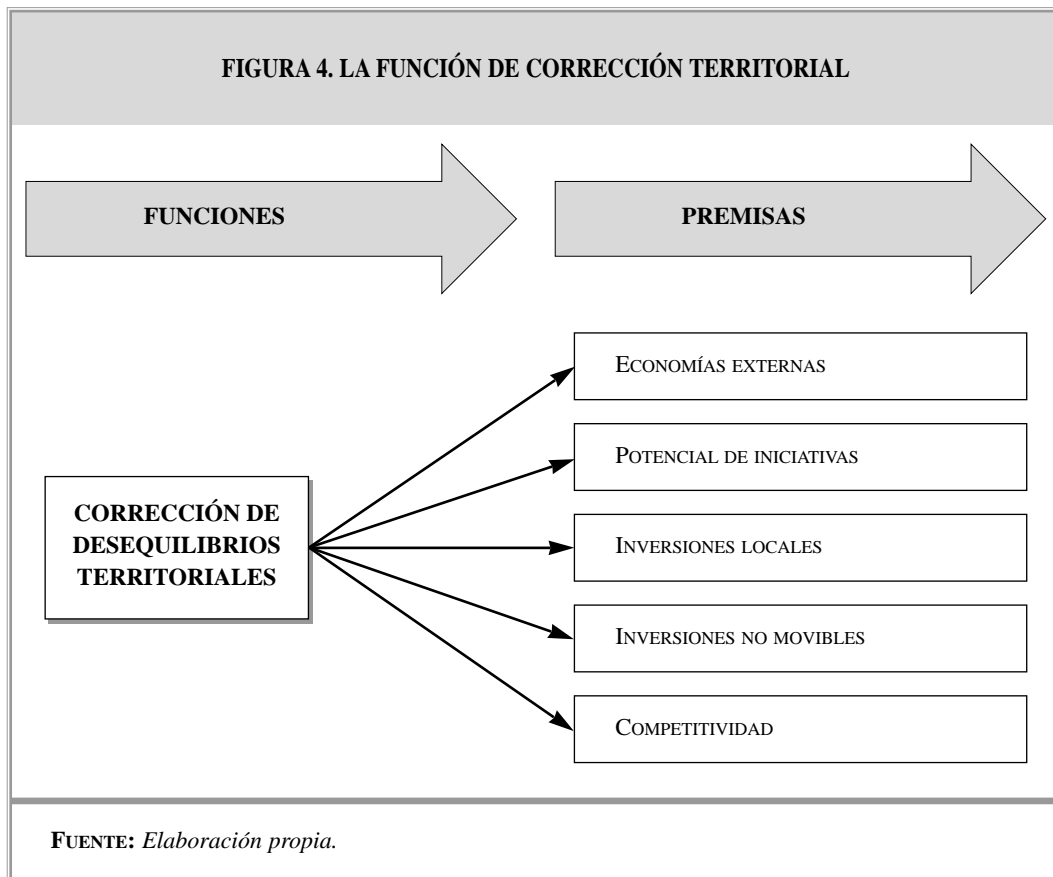 FIGURA 4. LA FUNCIÓN DE CORRECCIÓN TERRITORIAL
FUNCIONES
PREMISAS
CORRECCIÓN DE
DESEQUILIBRIOS
TERRITORIALES
ECONOMÍAS EXTERNAS
POTENCIAL DE INICIATIVAS
INVERSIONES LOCALES
INVERSIONES NO MOVIBLES
COMPETITIVIDAD
FUENTE: Elaboración propia.